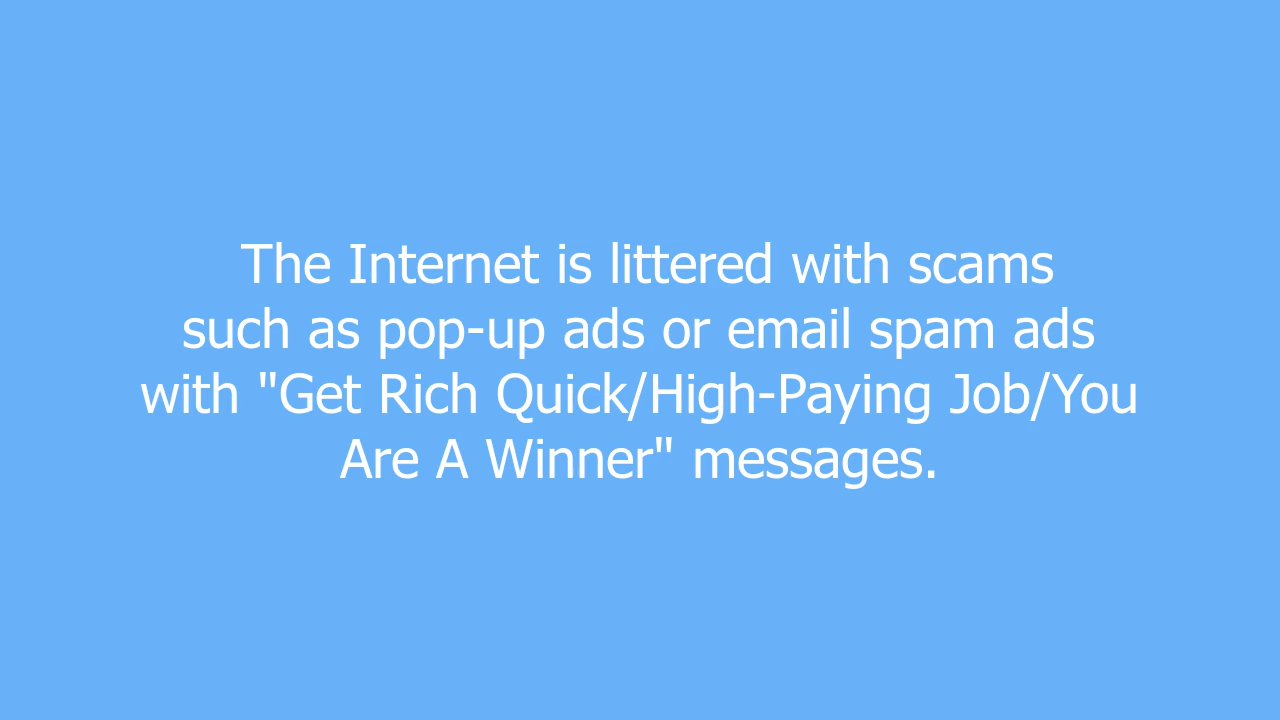 The Internet is littered with scams
such as pop-up ads or email spam ads
with "Get Rich Quick/High-Paying Job/You
Are A Winner" messages.